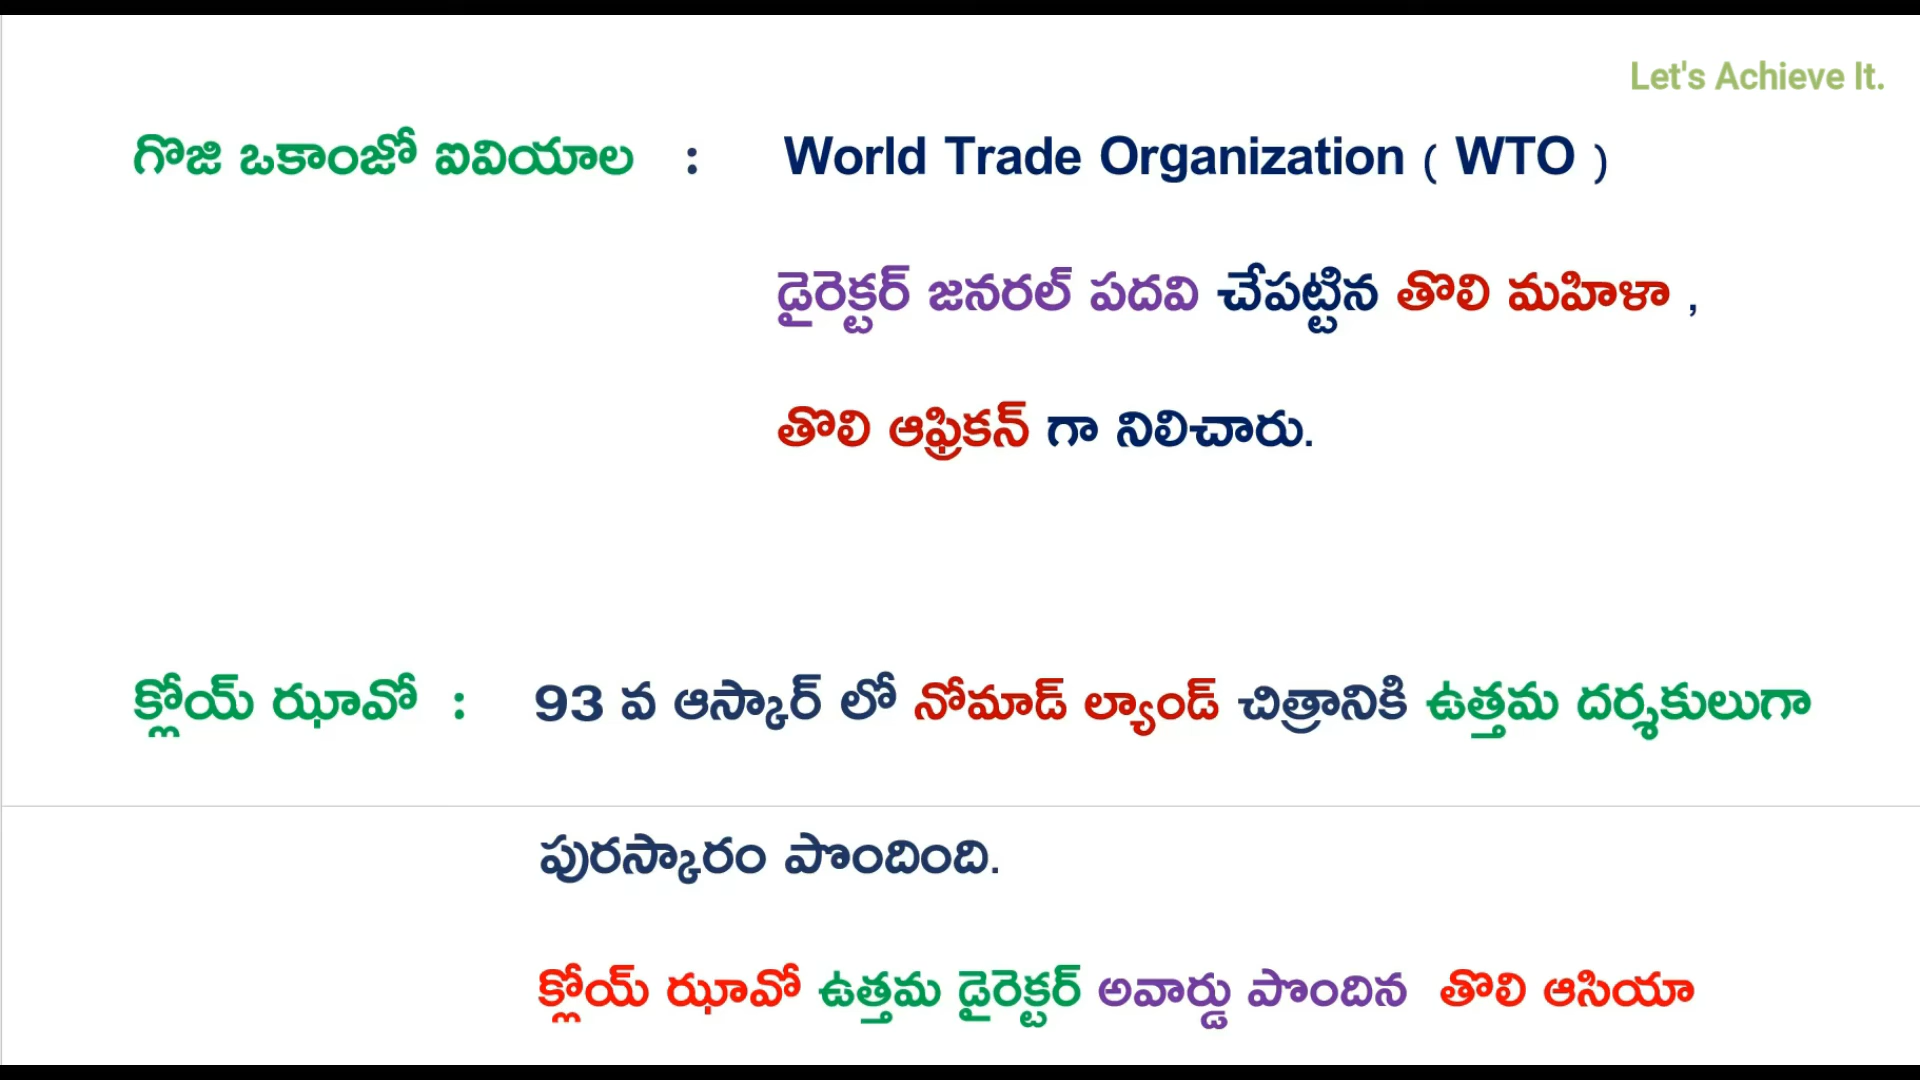 Let's Achieve It.
గొజి ఒకాంజో ఐవియాల : World Trade Organization ( WTO )
డైరెక్టర్ జనరల్ పదవి చేపట్టిన తొలి మహిళా ,
తొలి ఆఫ్రికన్ గా నిలిచారు.
క్లోయ్ ఝావో : 93 వ ఆస్కార్ లో నోమాడ్ ల్యాండ్ చిత్రానికి ఉత్తమ దర్శకులుగా
పురస్కారం పొందింది.
క్లోయ్ ఝావో ఉత్తమ డైరెక్టర్ అవార్డు పొందిన తొలి ఆసియా